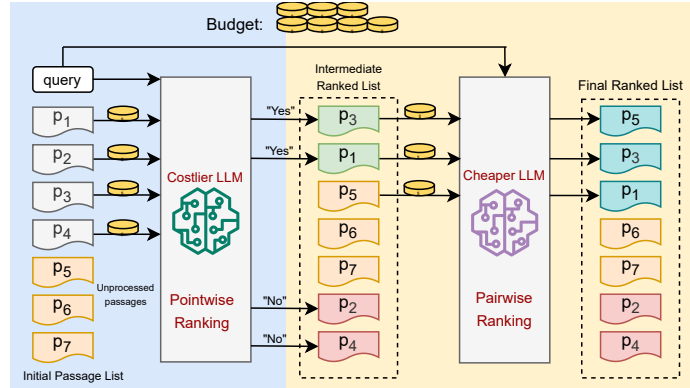 Budget:
query
Intermediate
Ranked List
Final Ranked List
p1
p2
p3
p4
p5
p6
p7
Unprocessed
passages
Initial Passage List
Costlier LLM
Pointwise
Ranking
"Yes"
"Yes"
"No"
"No"
p3
p1
p5
p6
p7
p2
p4
Cheaper LLM
Pairwise
Ranking
p5
p3
p1
p6
p7
p2
p4